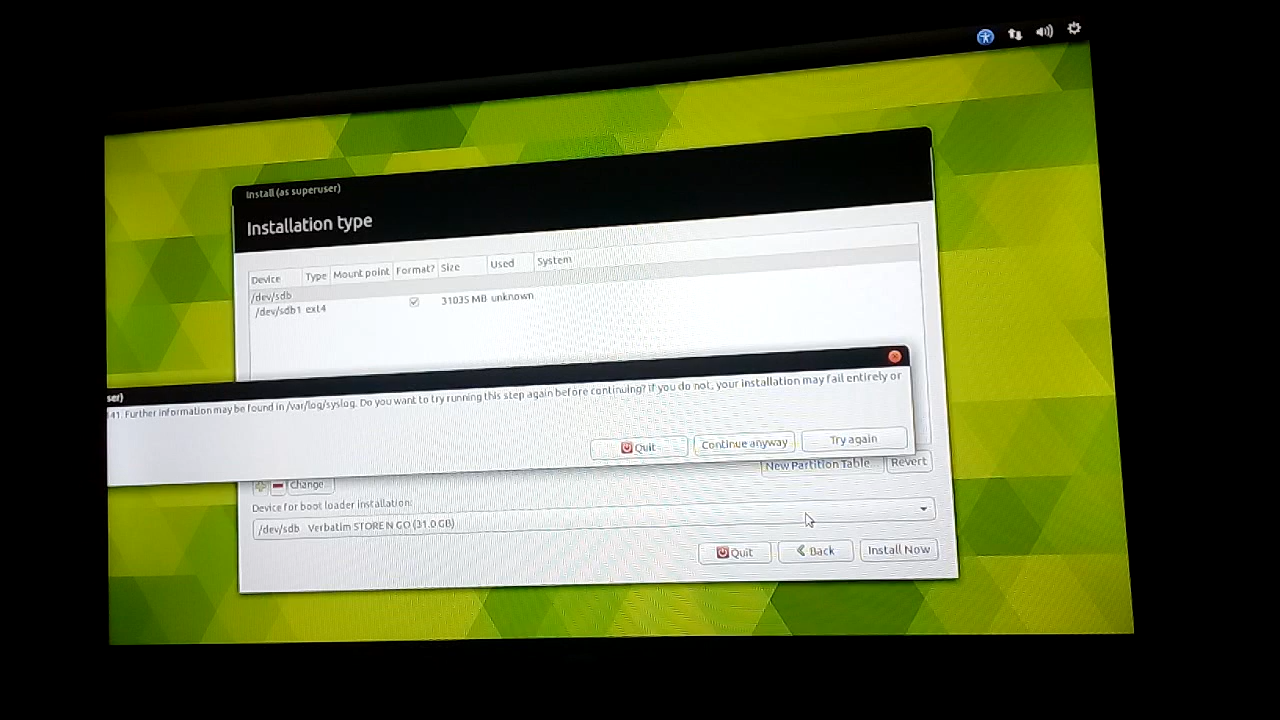 Install (as superuser)
Installation type
Device Type Mount point Format? Size Used System
/dev/sdb
/dev/sdb1 ext4 31035 MB unknown
ser)
141. Further information may be found in /var/log/syslog. Do you want to try running this step again before continuing? If you do not, your installation may fail entirely or
Quit Continue anyway Try again
New Partition Table... Revert
Change...
Device for boot loader installation:
/dev/sdb Verbatim STORE N GO (31.0 GB)
Quit Back Install Now